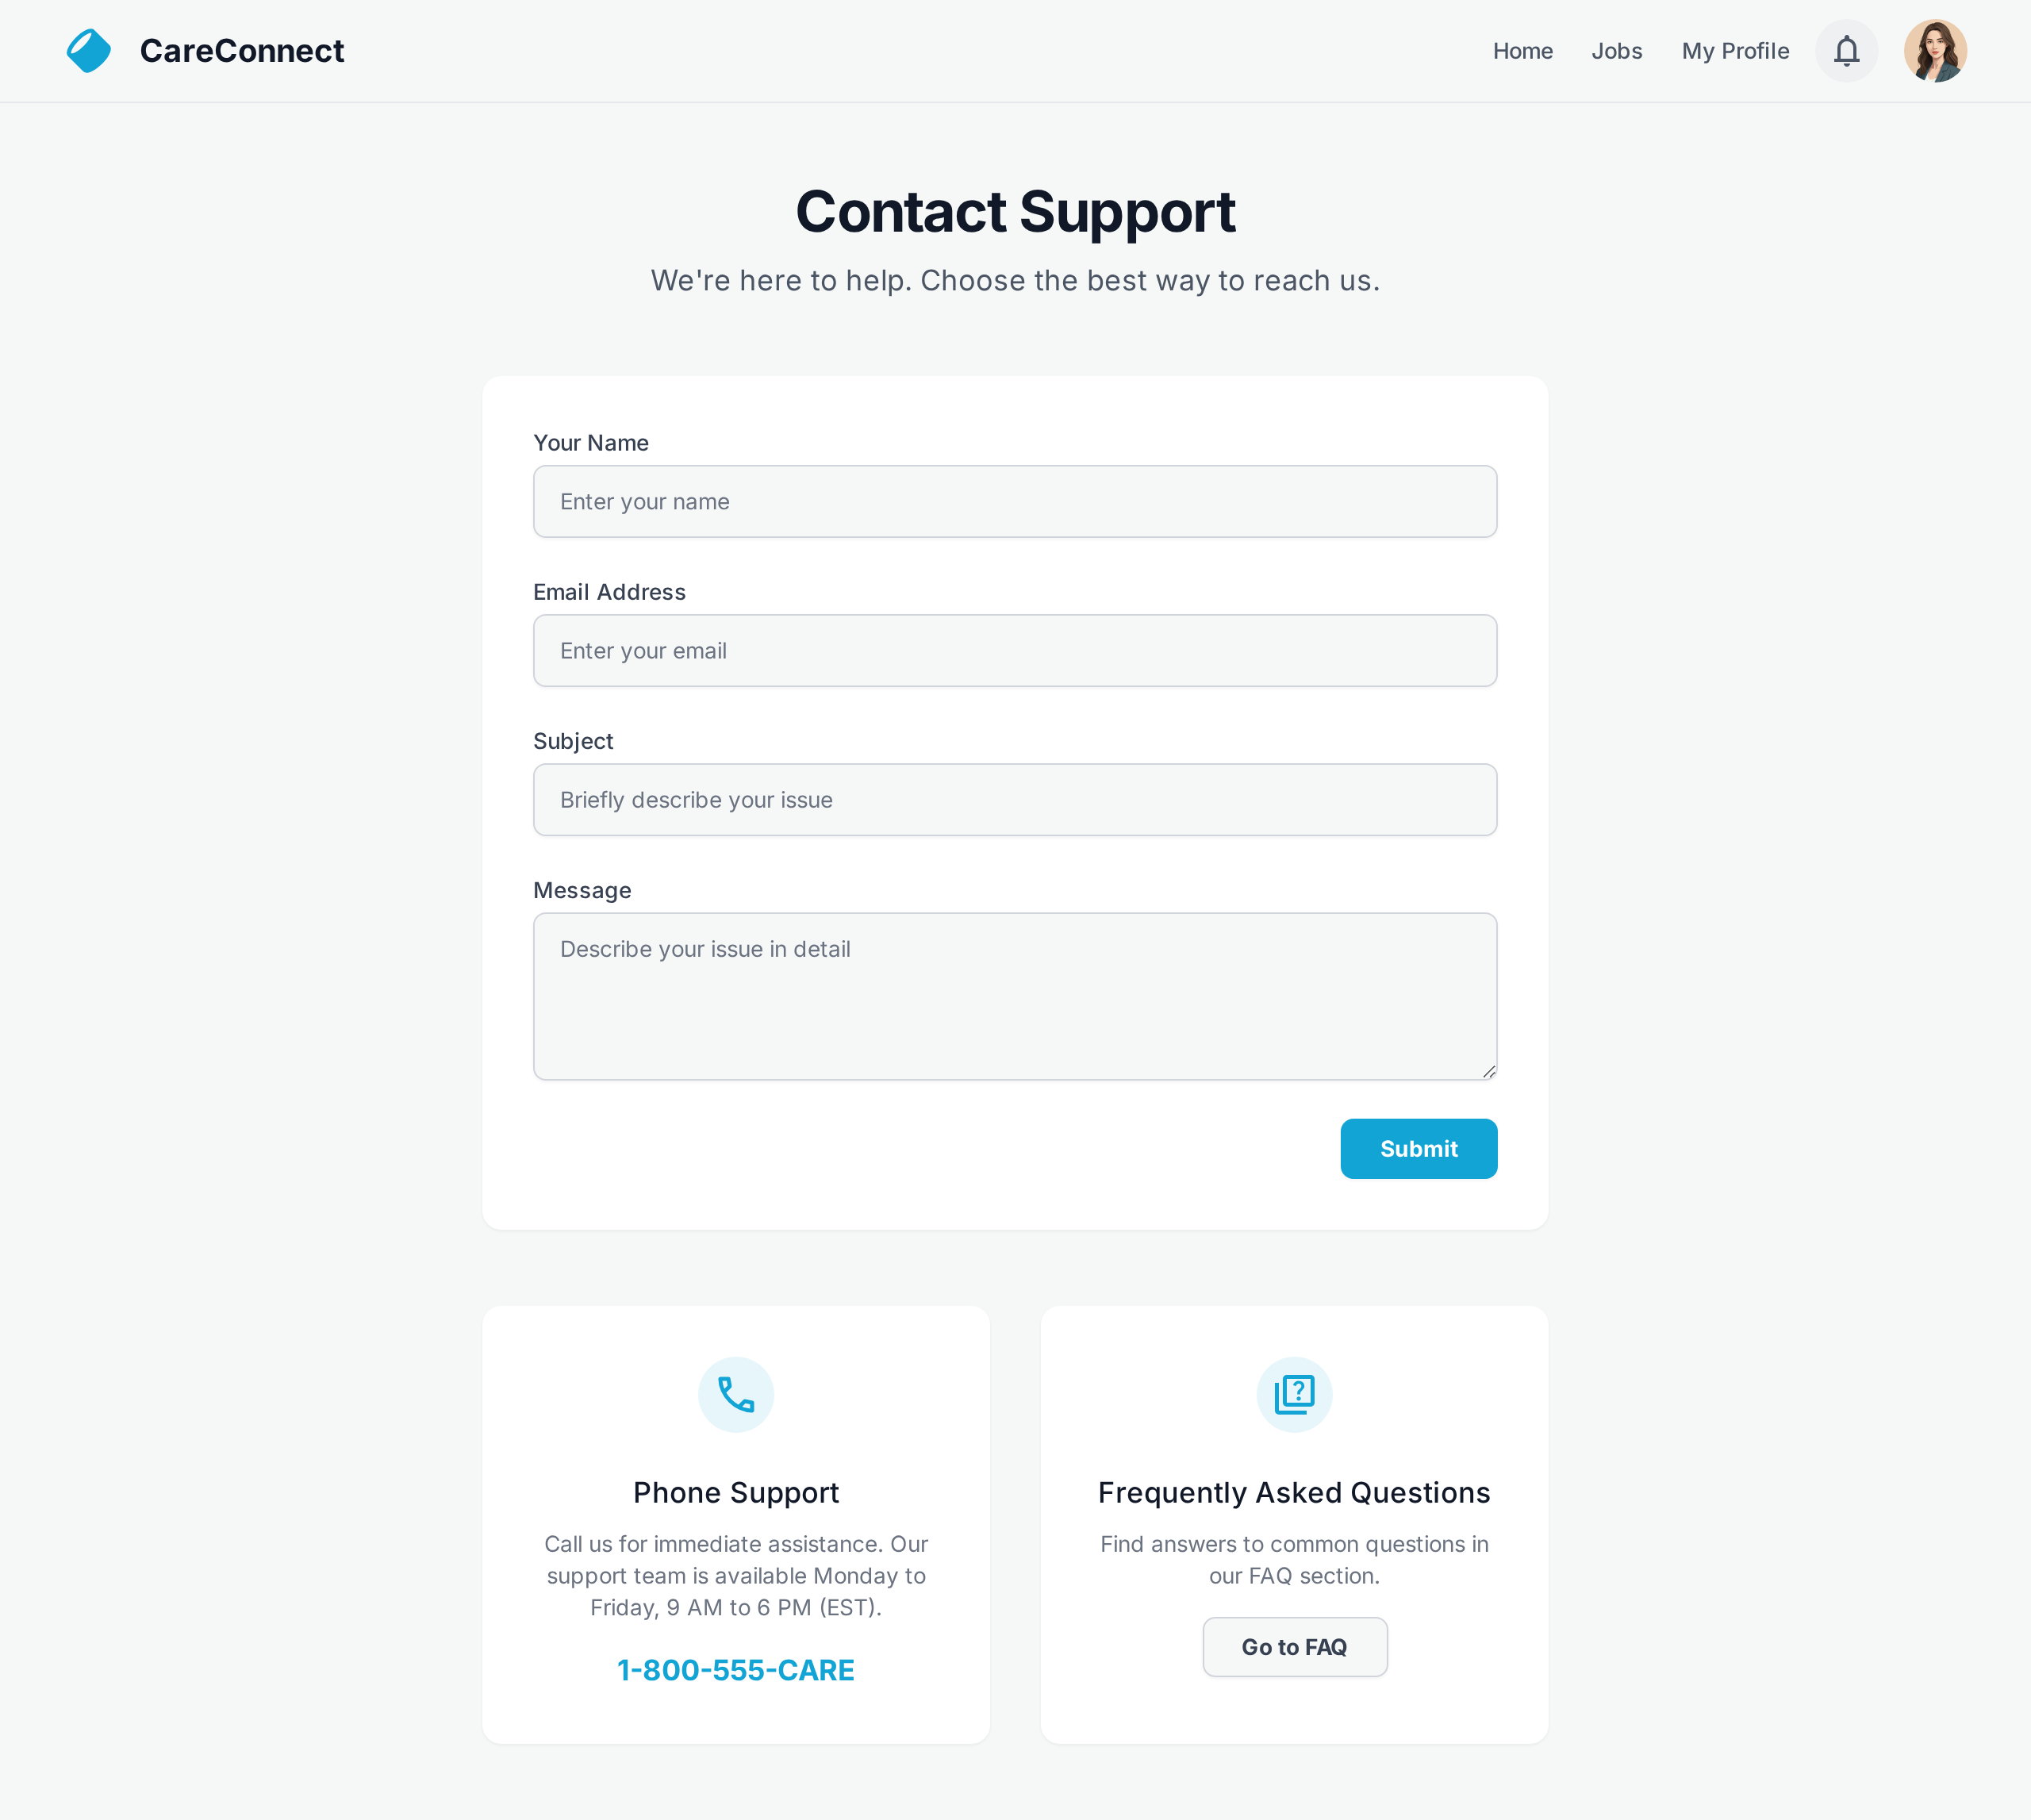 CareConnect
Home
Jobs
My Profile
Contact Support
We're here to help. Choose the best way to reach us.
Your Name
Enter your name
Email Address
Enter your email
Subject
Briefly describe your issue
Message
Describe your issue in detail
Submit
Phone Support
Call us for immediate assistance. Our
support team is available Monday to
Friday, 9 AM to 6 PM (EST).
1-800-555-CARE
Frequently Asked Questions
Find answers to common questions in
our FAQ section.
Go to FAQ